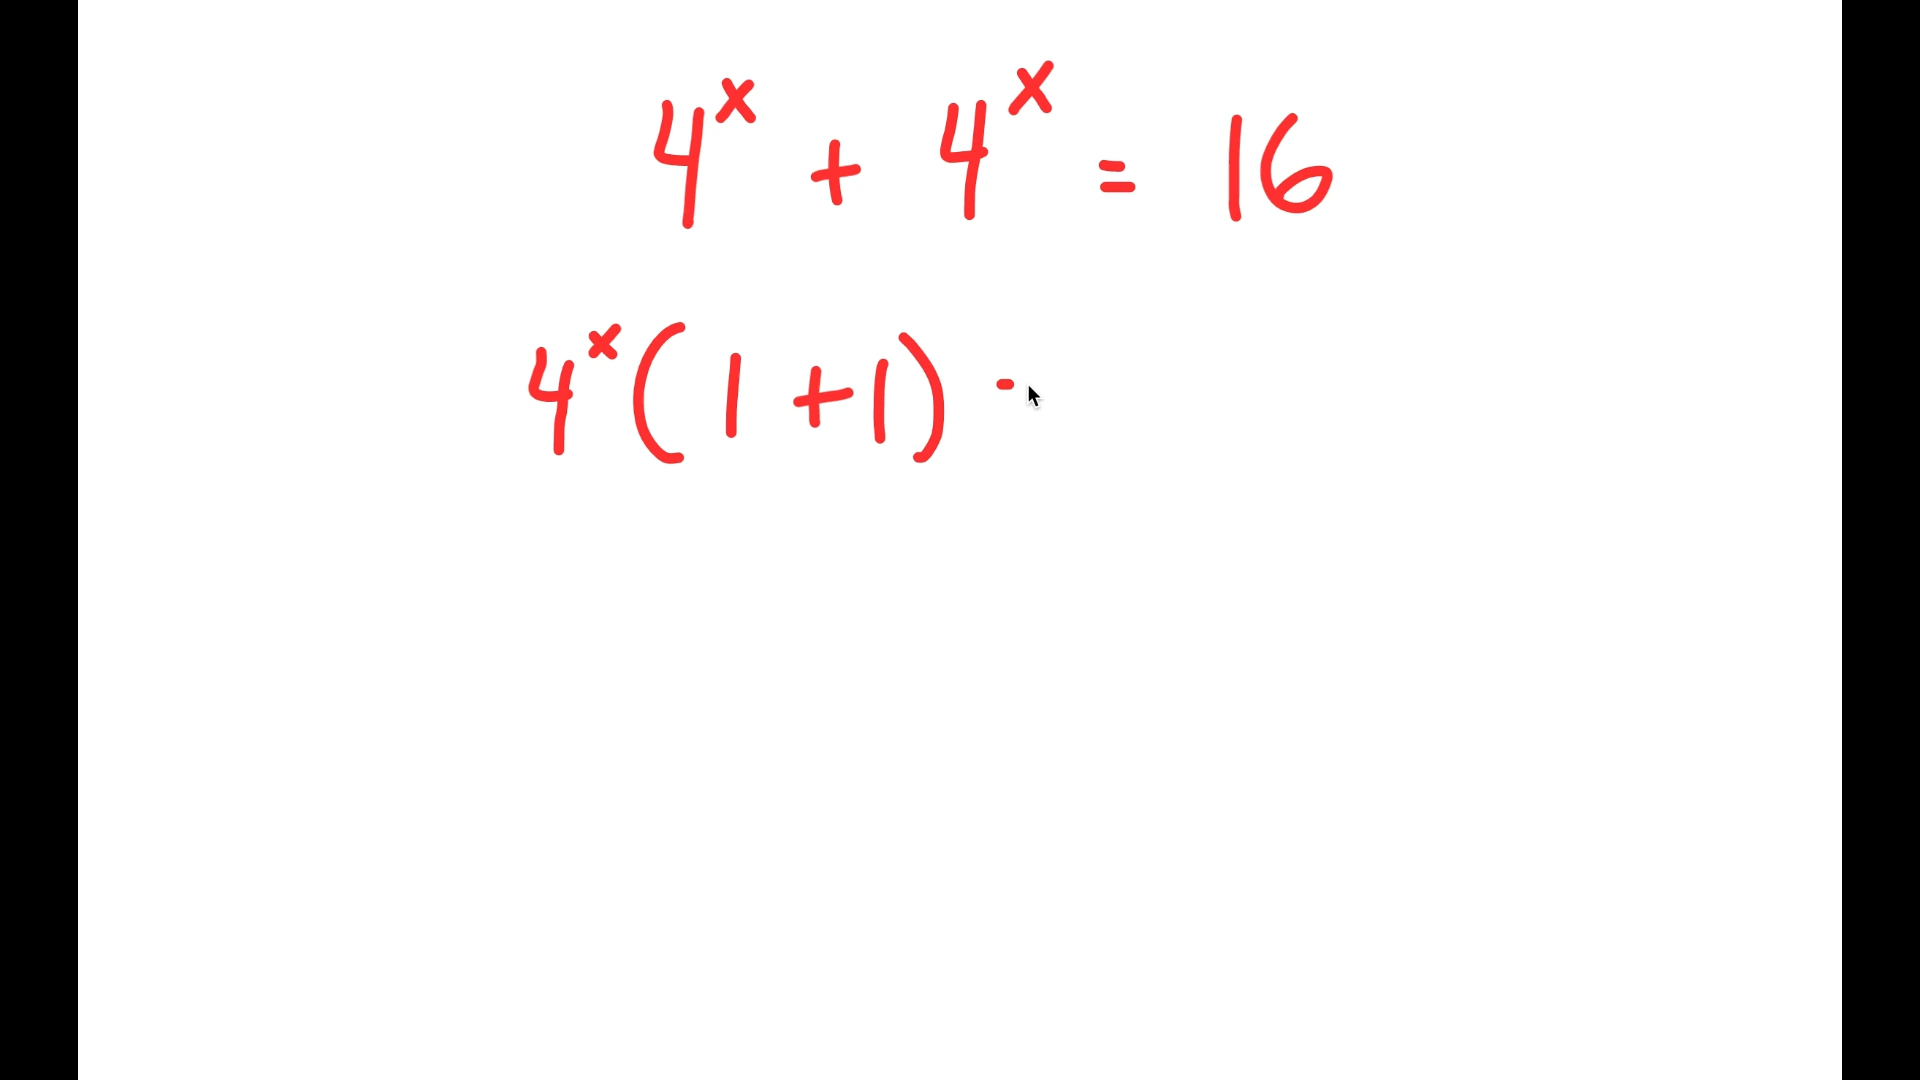 4^x + 4^x = 16
4^x ( 1 + 1 ) -